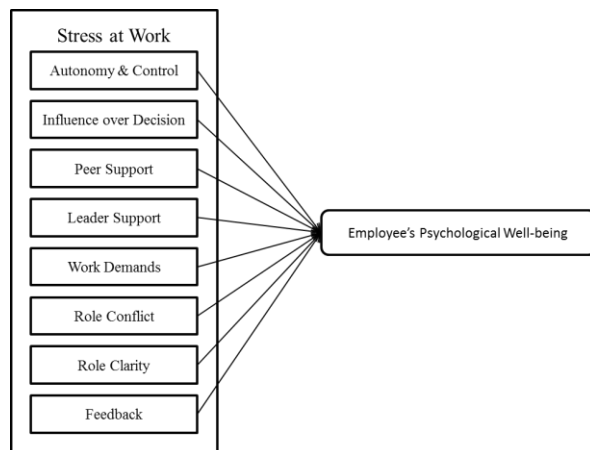 Stress at Work
Autonomy & Control
Influence over Decision
Peer Support
Leader Support
Employee's Psychological Well-being
Work Demands
Role Conflict
Role Clarity
Feedback